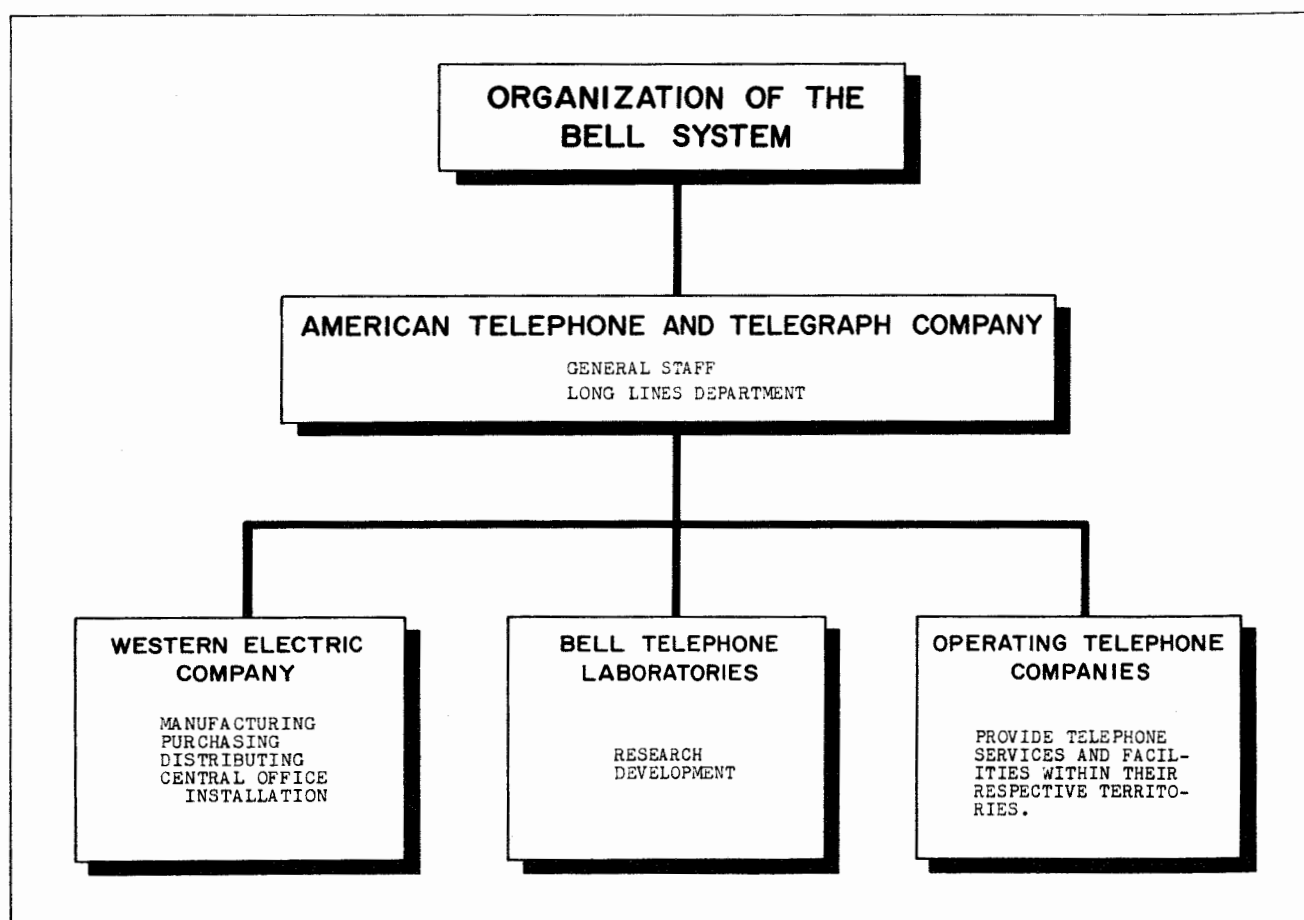 ORGANIZATION OF THE
BELL SYSTEM
AMERICAN TELEPHONE AND TELEGRAPH COMPANY
GENERAL STAFF
LONG LINES DEPARTMENT
WESTERN ELECTRIC
COMPANY
MANUFACTURING
PURCHASING
DISTRIBUTING
CENTRAL OFFICE
INSTALLATION
BELL TELEPHONE
LABORATORIES
RESEARCH
DEVELOPMENT
OPERATING TELEPHONE
COMPANIES
PROVIDE TELEPHONE
SERVICES AND FACIL-
ITIES WITHIN THEIR
RESPECTIVE TERRITO-
RIES.